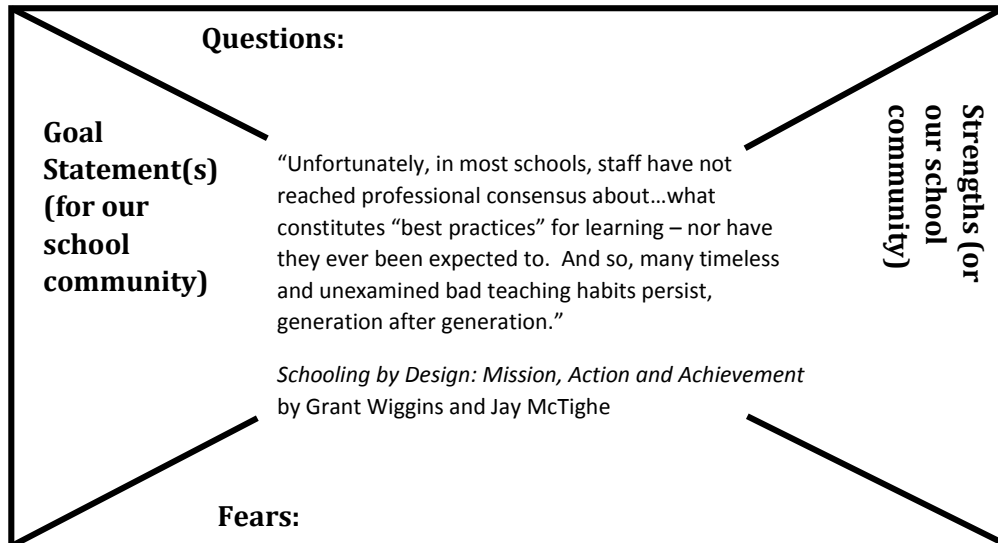 Questions:
Goal
Statement(s)
(for our
school
community)
“Unfortunately, in most schools, staff have not
reached professional consensus about…what
constitutes “best practices” for learning – nor have
they ever been expected to.  And so, many timeless
and unexamined bad teaching habits persist,
generation after generation.”
Schooling by Design: Mission, Action and Achievement
by Grant Wiggins and Jay McTighe
Strengths (or
our school
community)
Fears: